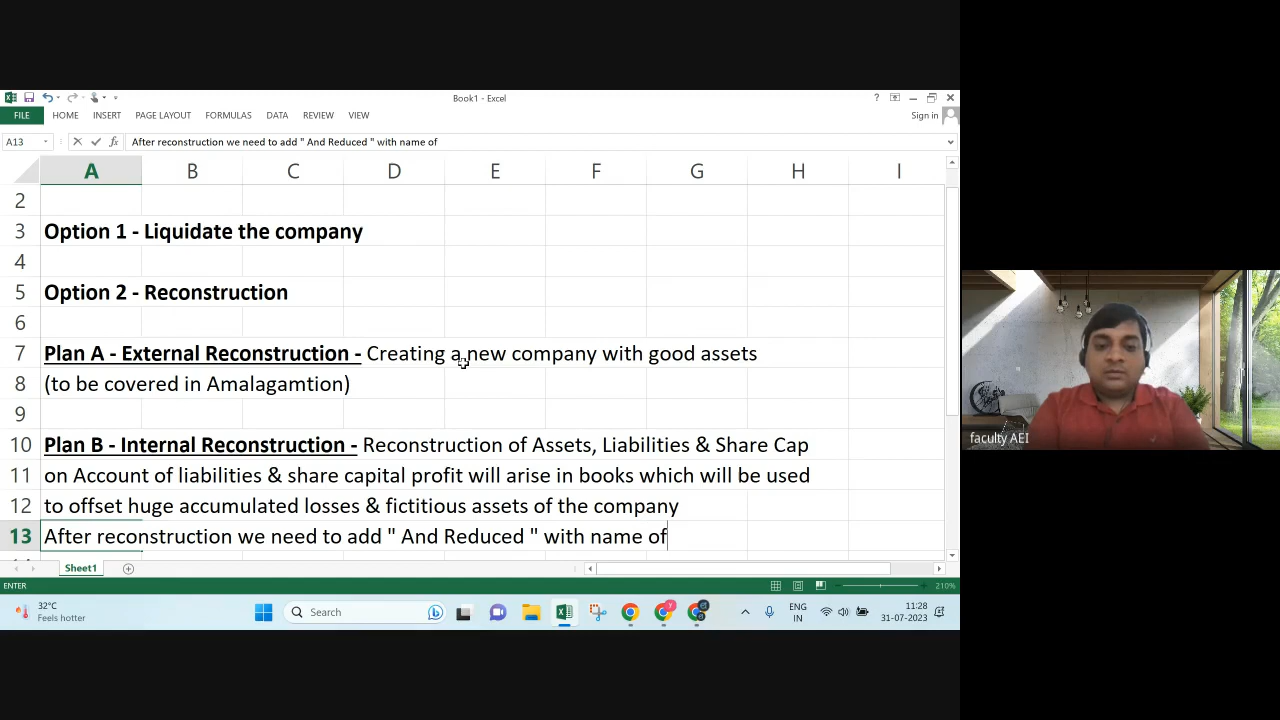 Book1 - Excel
?
FILE HOME INSERT PAGE LAYOUT FORMULAS DATA REVIEW VIEW
Sign in
A13 fx After reconstruction we need to add " And Reduced " with name of
A B C D E F G H I
2
3 Option 1 - Liquidate the company
4
5 Option 2 - Reconstruction
6
7 Plan A - External Reconstruction - Creating a new company with good assets
8 (to be covered in Amalagamtion)
9
10 Plan B - Internal Reconstruction - Reconstruction of Assets, Liabilities & Share Cap
11 on Account of liabilities & share capital profit will arise in books which will be used
12 to offset huge accumulated losses & fictitious assets of the company
13 After reconstruction we need to add " And Reduced " with name of
Sheet1
ENTER
210%
32°C
Feels hotter
Search
ENG
IN
11:28
31-07-2023
faculty AEI